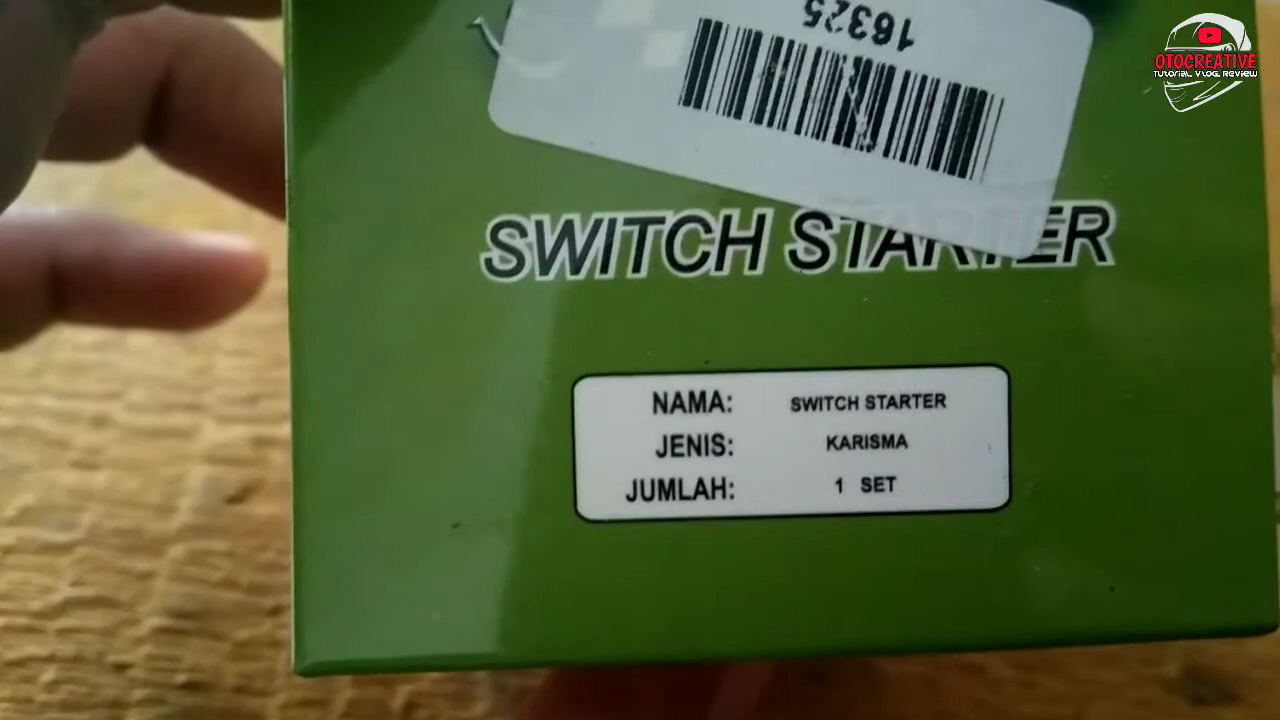 16325
OTOCREATIVE
TUTORIAL VLOG REVIEW
SWITCH STARTER
NAMA: SWITCH STARTER
JENIS: KARISMA
JUMLAH: 1 SET